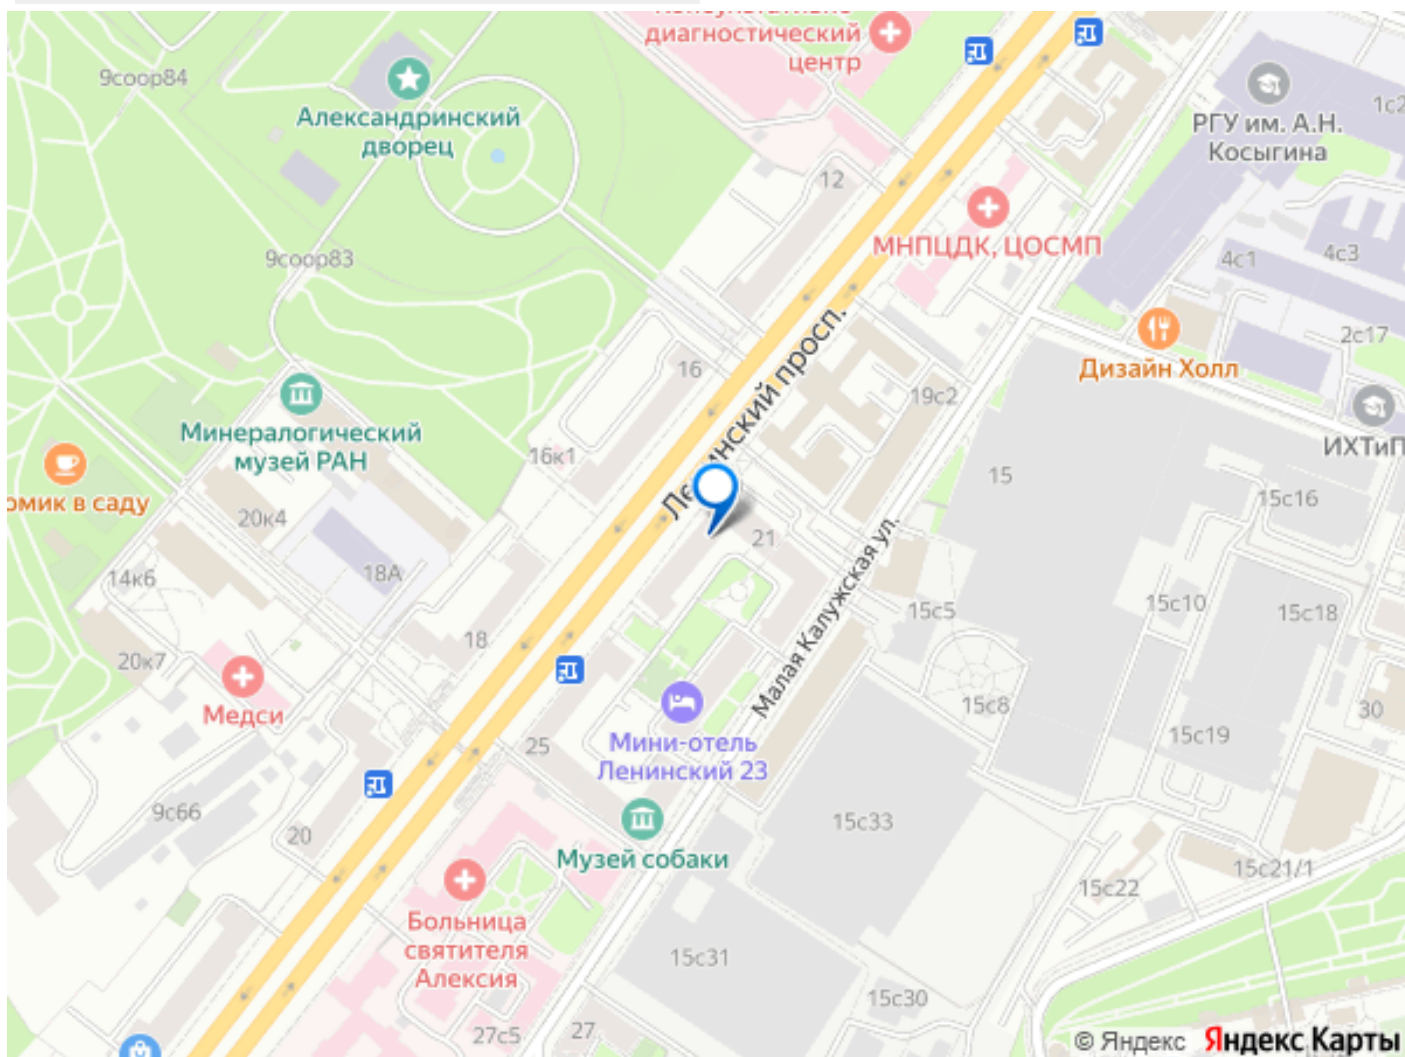 диагностический
центр
9соор84
Александринский
дворец
1с2
РГУ им. А.Н.
Косыгина
12
МНПЦДК, ЦОСМП
9соор83
4с1
4с3
2с17
Ленинский просп.
16
Дизайн Холл
19с2
Минералогический
музей РАН
16к1
ИХТиП
15
омик в саду
20к4
15с16
21
18А
14к6
Малая Калужская ул.
15с5
15с10
15с18
18
20к7
Медси
15с8
30
25
Мини-отель
Ленинский 23
15с19
9с66
20
15с33
Музей собаки
15с21/1
15с22
Больница
святителя
Алексия
15с31
15с30
27с5
27
© Яндекс Яндекс Карты